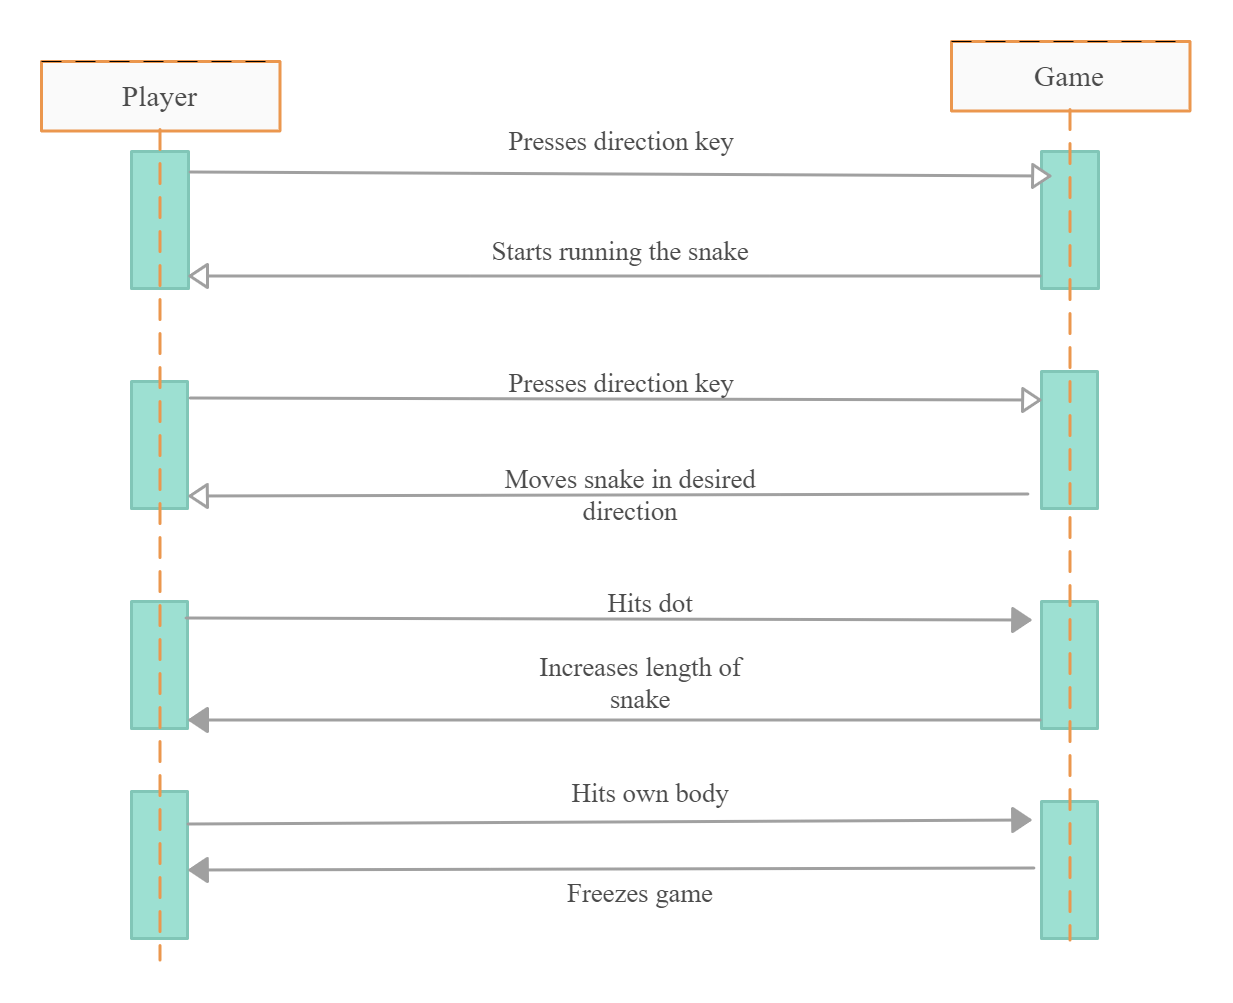 Player
Game
Presses direction key
Starts running the snake
Presses direction key
Moves snake in desired
direction
Hits dot
Increases length of
snake
Hits own body
Freezes game